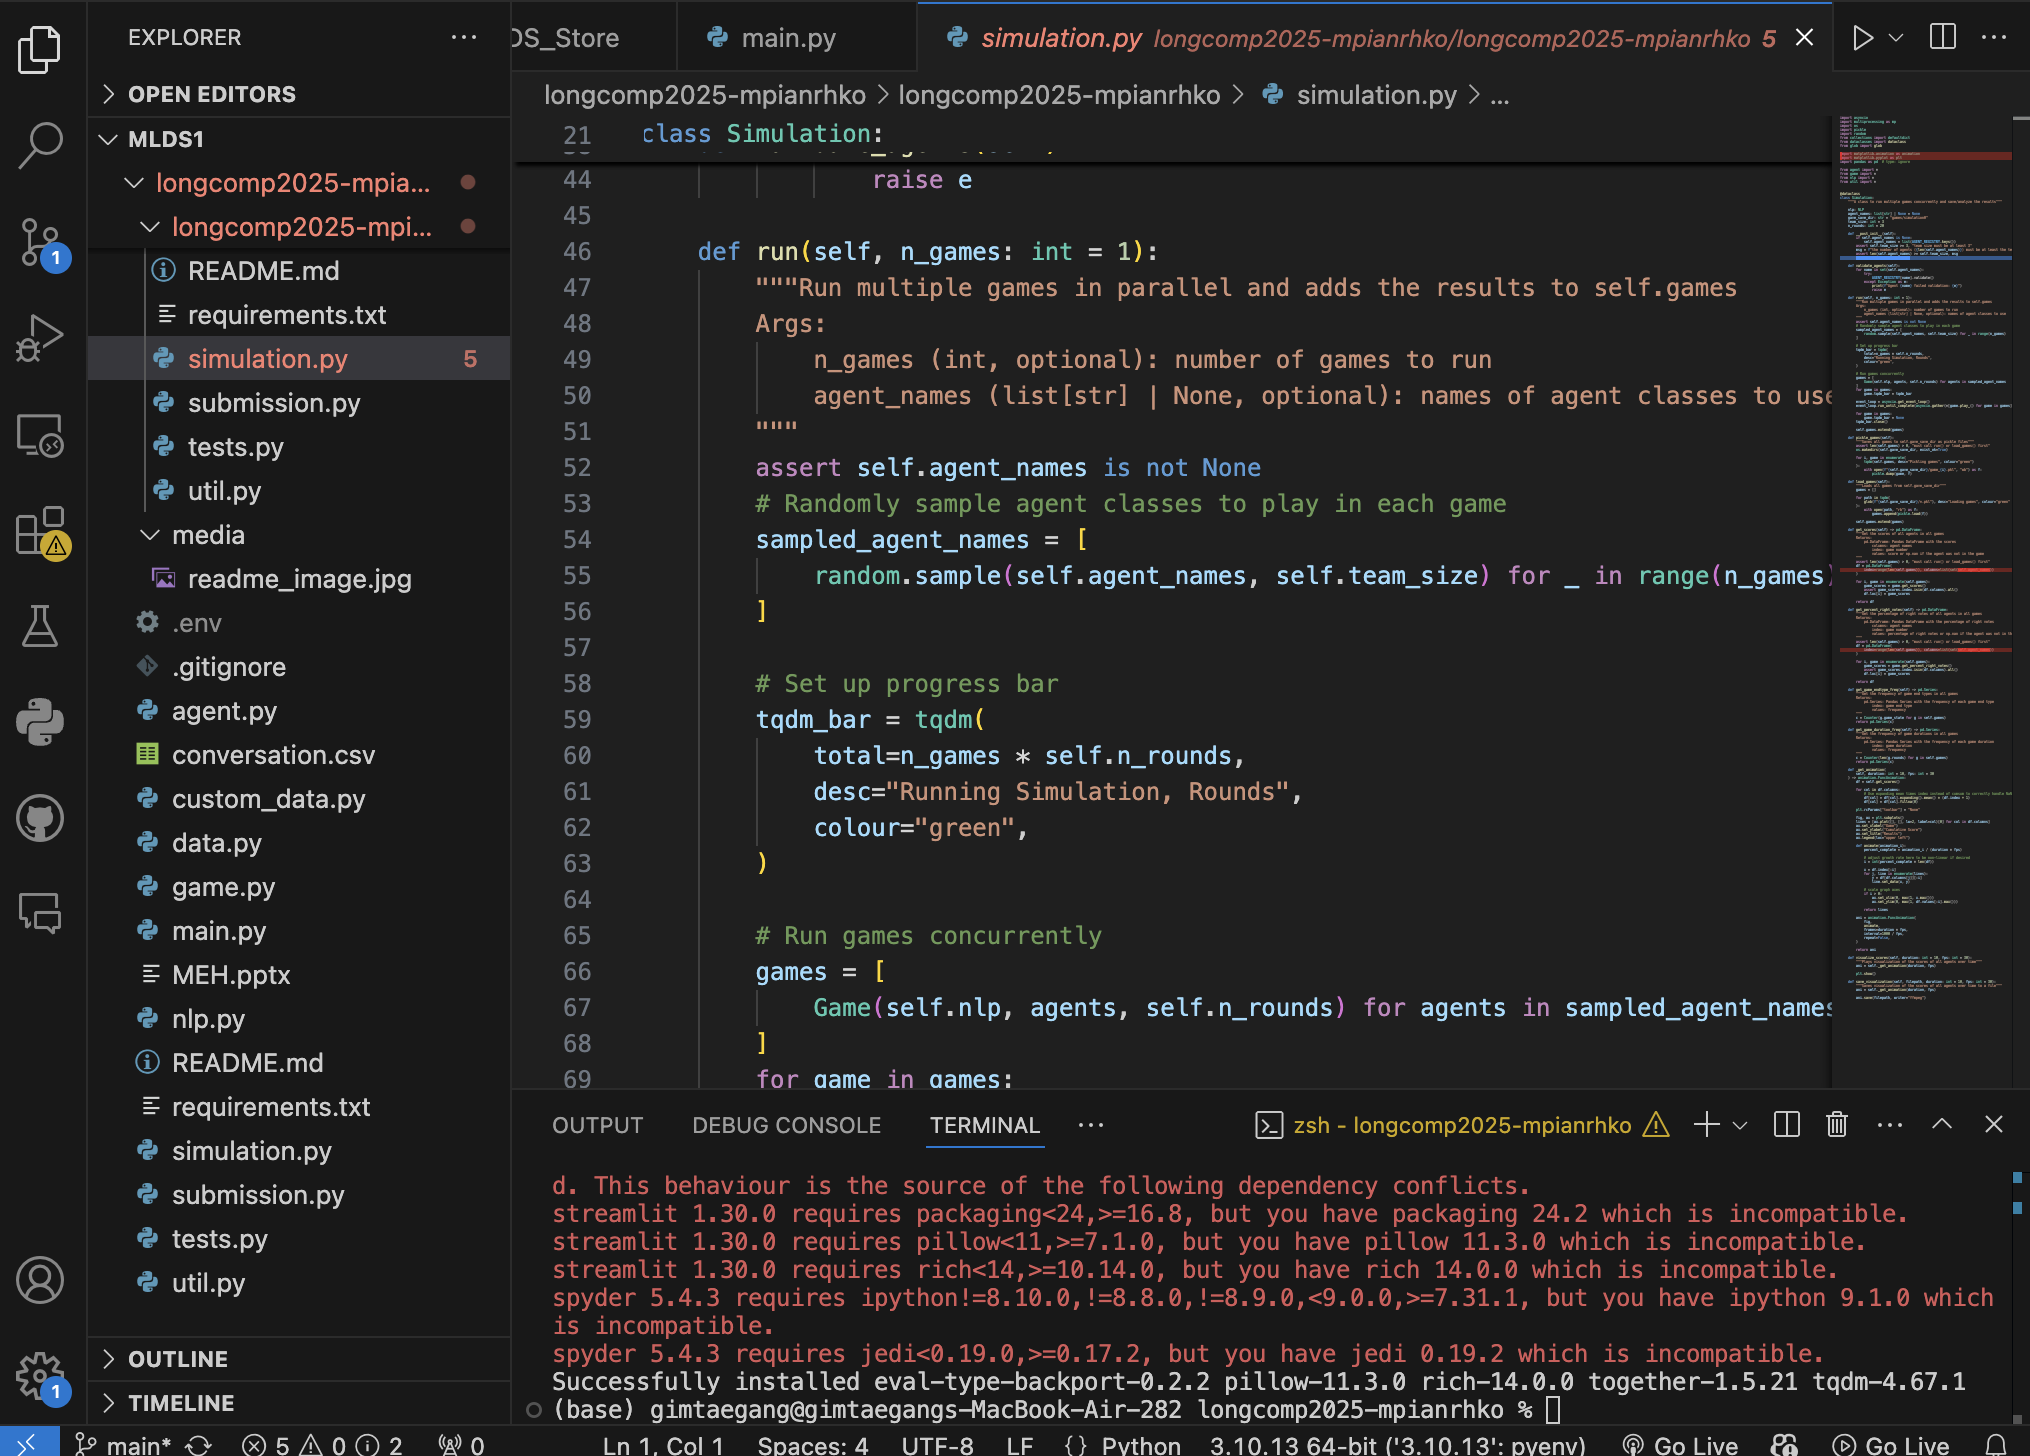 EXPLORER
OPEN EDITORS
MLDS1
longcomp2025-mpia...
longcomp2025-mpi...
README.md
requirements.txt
simulation.py 5
submission.py
tests.py
util.py
media
readme_image.jpg
.env
.gitignore
agent.py
conversation.csv
custom_data.py
data.py
game.py
main.py
MEH.pptx
nlp.py
README.md
requirements.txt
simulation.py
submission.py
tests.py
util.py
OUTLINE
TIMELINE
1
1
DS_Store
main.py
simulation.py longcomp2025-mpianrhko/longcomp2025-mpianrhko 5
longcomp2025-mpianrhko > longcomp2025-mpianrhko > simulation.py > ...
21 class Simulation:
44 raise e
45
46 def run(self, n_games: int = 1):
47 """Run multiple games in parallel and adds the results to self.games
48 Args:
49 n_games (int, optional): number of games to run
50 agent_names (list[str] | None, optional): names of agent classes to use
51 """
52 assert self.agent_names is not None
53 # Randomly sample agent classes to play in each game
54 sampled_agent_names = [
55 random.sample(self.agent_names, self.team_size) for _ in range(n_games)
56 ]
57
58 # Set up progress bar
59 tqdm_bar = tqdm(
60 total=n_games * self.n_rounds,
61 desc="Running Simulation, Rounds",
62 colour="green",
63 )
64
65 # Run games concurrently
66 games = [
67 Game(self.nlp, agents, self.n_rounds) for agents in sampled_agent_names
68 ]
69 for game in games:
OUTPUT DEBUG CONSOLE TERMINAL ... zsh - longcomp2025-mpianrhko
d. This behaviour is the source of the following dependency conflicts.
streamlit 1.30.0 requires packaging<24,>=16.8, but you have packaging 24.2 which is incompatible.
streamlit 1.30.0 requires pillow<11,>=7.1.0, but you have pillow 11.3.0 which is incompatible.
streamlit 1.30.0 requires rich<14,>=10.14.0, but you have rich 14.0.0 which is incompatible.
spyder 5.4.3 requires ipython!=8.10.0,!=8.8.0,!=8.9.0,<9.0.0,>=7.31.1, but you have ipython 9.1.0 which
is incompatible.
spyder 5.4.3 requires jedi<0.19.0,>=0.17.2, but you have jedi 0.19.2 which is incompatible.
Successfully installed eval-type-backport-0.2.2 pillow-11.3.0 rich-14.0.0 together-1.5.21 tqdm-4.67.1
(base) gimtaegang@gimtaegangs-MacBook-Air-282 longcomp2025-mpianrhko %
main* 5 0 2 0 Ln 1, Col 1 Spaces: 4 UTF-8 LF {} Python 3.10.13 64-bit ('3.10.13': pyenv) Go Live Go Live